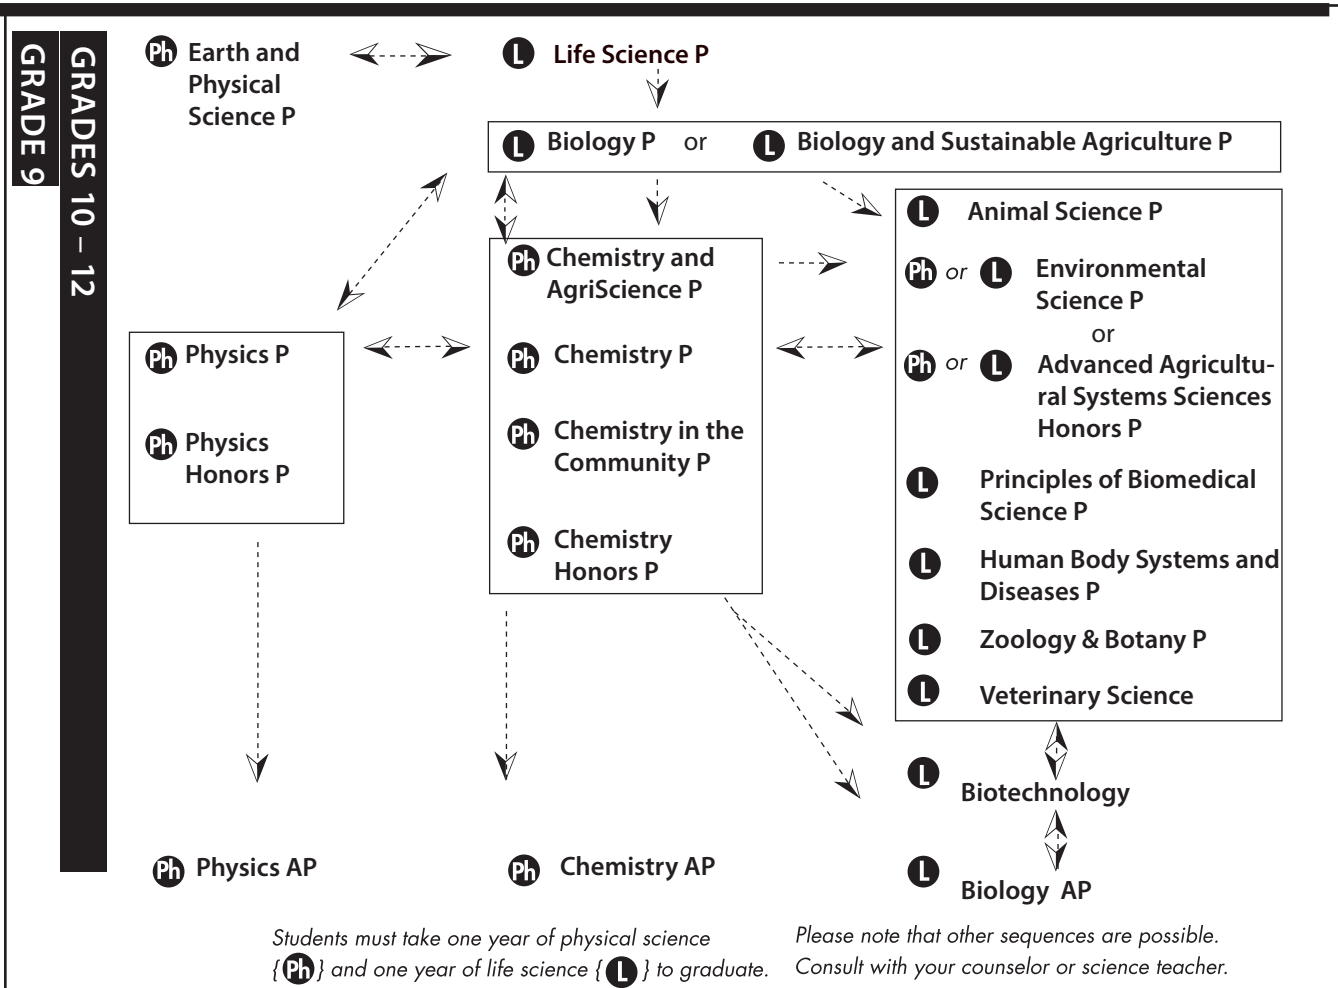 GRADE 9
GRADES 10 – 12
Ph Earth and
Physical
Science P
L Life Science P
L Biology P or L Biology and Sustainable Agriculture P
Ph Chemistry and
AgriScience P
Ph Chemistry P
Ph Chemistry in the
Community P
Ph Chemistry
Honors P
Ph Physics P
Ph Physics
Honors P
L Animal Science P
Ph or L Environmental
Science P
or
Ph or L Advanced Agricultu-
ral Systems Sciences
Honors P
L Principles of Biomedical
Science P
L Human Body Systems and
Diseases P
L Zoology & Botany P
L Veterinary Science
L Biotechnology
Ph Physics AP
Ph Chemistry AP
L Biology AP
Students must take one year of physical science
{Ph} and one year of life science {L} to graduate.
Please note that other sequences are possible.
Consult with your counselor or science teacher.